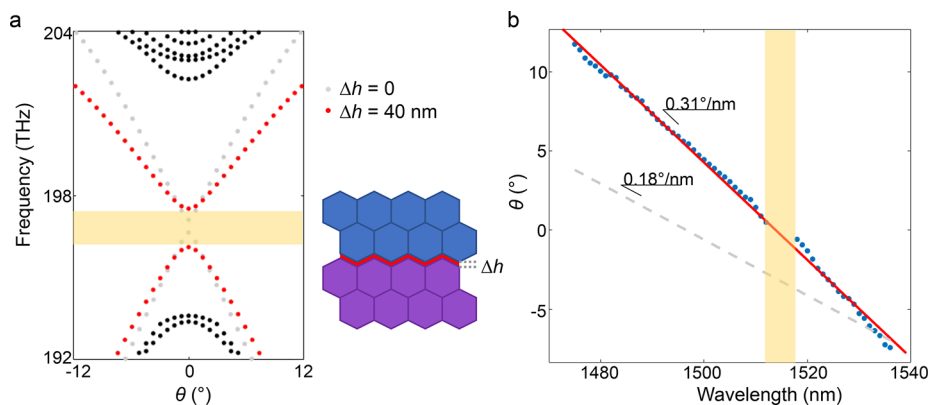 a
204
198
192
Frequency (THz)
-12
0
12
θ (°)
Δh = 0
Δh = 40 nm
Δh
b
10
5
0
-5
θ (°)
0.31°/nm
0.18°/nm
1480
1500
1520
1540
Wavelength (nm)